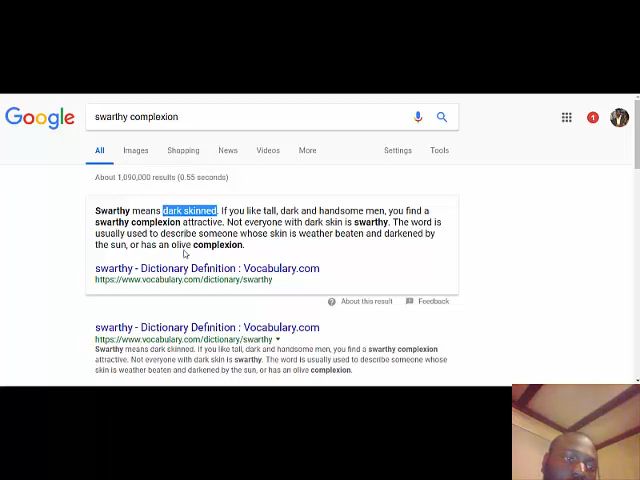 Google
swarthy complexion
1
All Images Shopping News Videos More Settings Tools
About 1,090,000 results (0.55 seconds)
Swarthy means dark skinned. If you like tall, dark and handsome men, you find a
swarthy complexion attractive. Not everyone with dark skin is swarthy. The word is
usually used to describe someone whose skin is weather beaten and darkened by
the sun, or has an olive complexion.
swarthy - Dictionary Definition : Vocabulary.com
https://www.vocabulary.com/dictionary/swarthy
About this result Feedback
swarthy - Dictionary Definition : Vocabulary.com
https://www.vocabulary.com/dictionary/swarthy
Swarthy means dark skinned. If you like tall, dark and handsome men, you find a swarthy complexion
attractive. Not everyone with dark skin is swarthy. The word is usually used to describe someone whose
skin is weather beaten and darkened by the sun, or has an olive complexion.